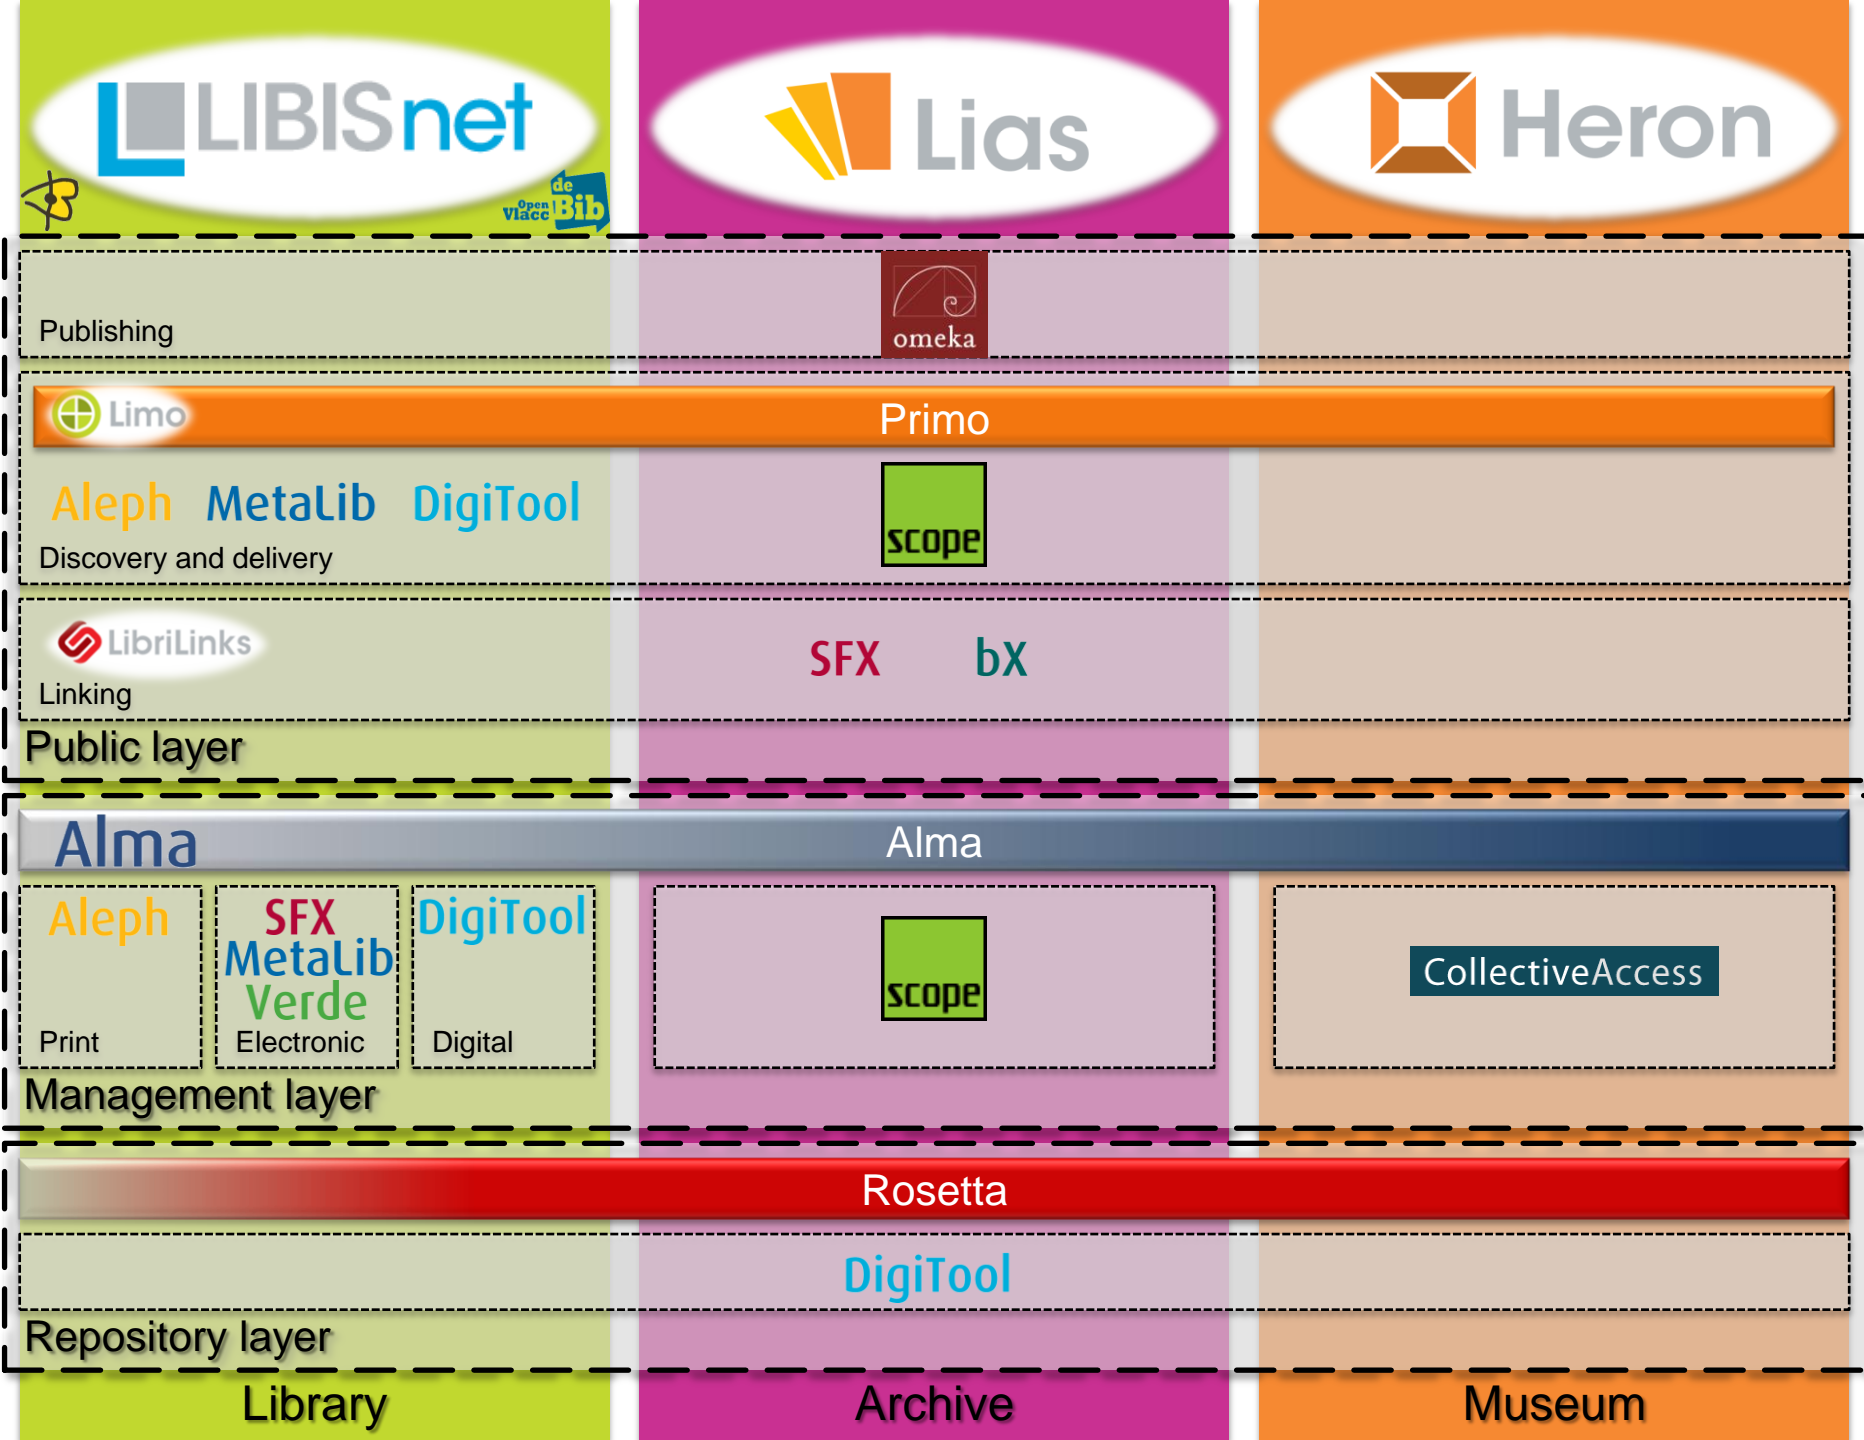 LIBISnet
Lias
Heron
B
de
Open
Vlacc
Bib
omeka
Publishing
Limo
Primo
Aleph MetaLib DigiTool
scope
Discovery and delivery
LibriLinks
SFX bX
Linking
Public layer
Alma
Alma
Aleph
Print
SFX
MetaLib
Verde
Electronic
DigiTool
Digital
scope
CollectiveAccess
Management layer
Rosetta
DigiTool
Repository layer
Library
Archive
Museum